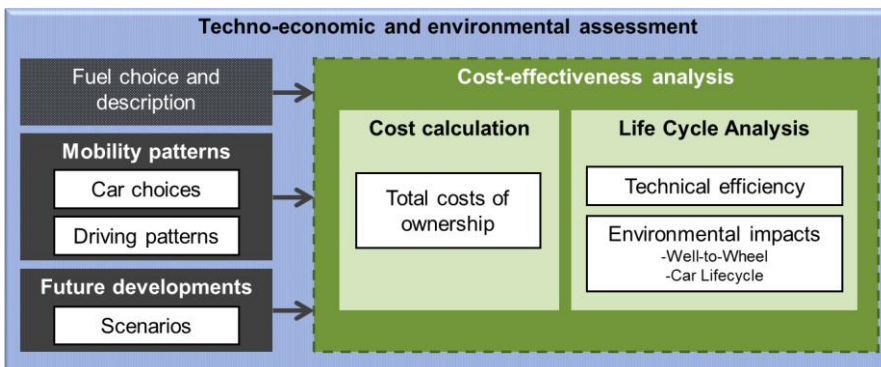 Techno-economic and environmental assessment
Fuel choice and
description
Mobility patterns
Car choices
Driving patterns
Future developments
Scenarios
Cost-effectiveness analysis
Cost calculation
Total costs of
ownership
Life Cycle Analysis
Technical efficiency
Environmental impacts
-Well-to-Wheel
-Car Lifecycle